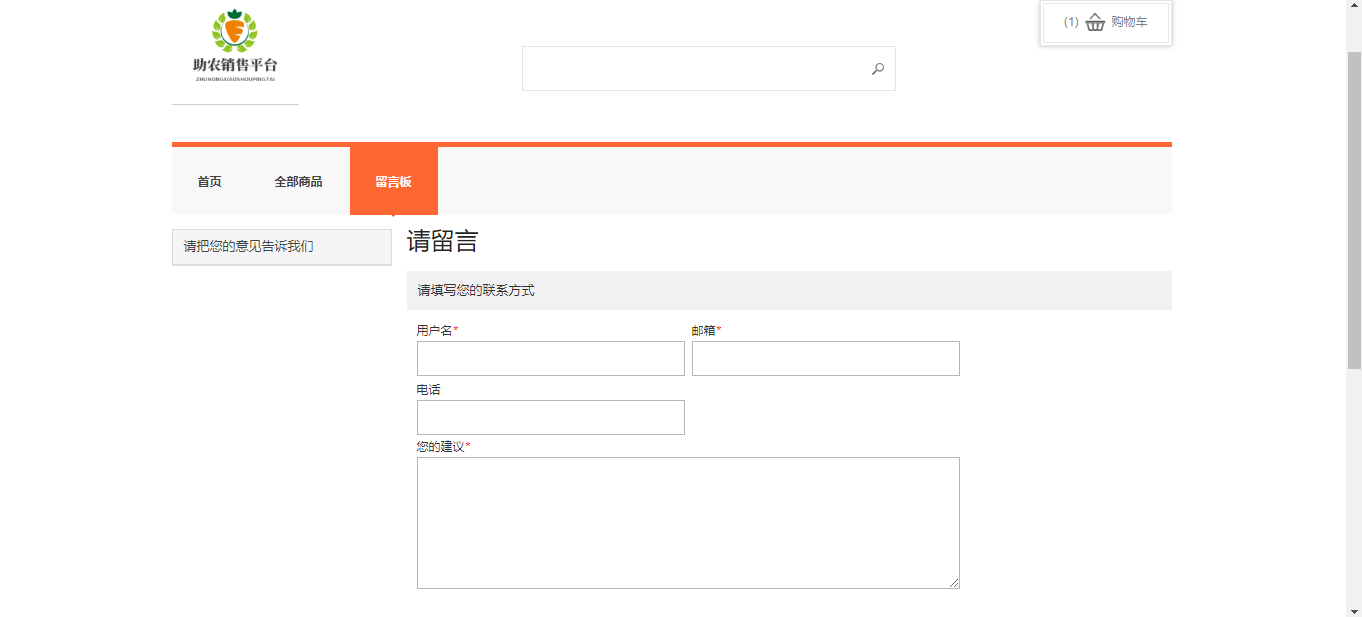 助农销售平台
ZHUNONGXIAOSHOUPINGTAI
(1) 购物车
首页 全部商品 留言板
请把您的意见告诉我们
请留言
请填写您的联系方式
用户名* 邮箱*
电话
您的建议*